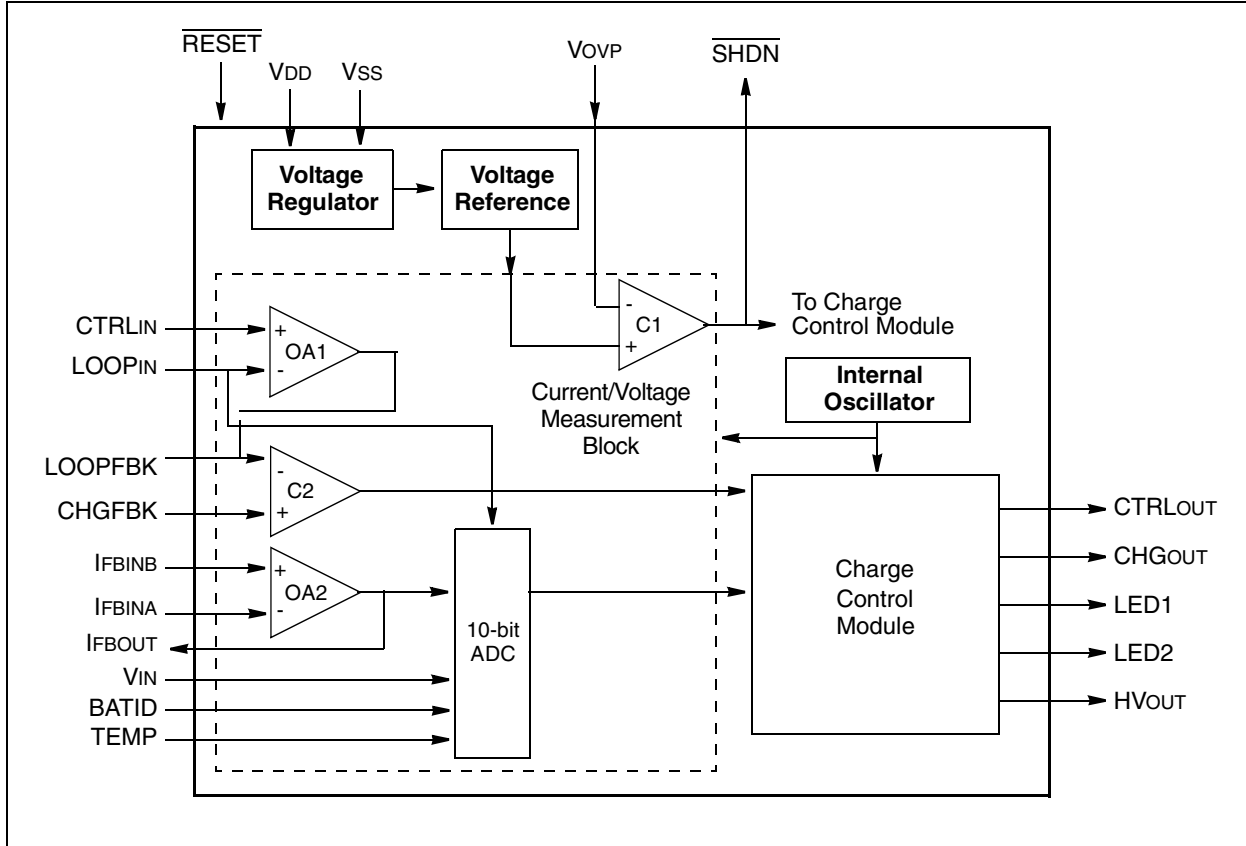 RESET
VDD
VSS
VOVP
SHDN
Voltage
Regulator
Voltage
Reference
CTRLIN
LOOPIN
+
OA1
-
-
C1
+
To Charge
Control Module
Current/Voltage
Measurement
Block
Internal
Oscillator
LOOPFBK
CHGFBK
-
C2
+
IFBINB
IFBINA
IFBOUT
+
OA2
-
VIN
BATID
TEMP
10-bit
ADC
Charge
Control
Module
CTRLOUT
CHGOUT
LED1
LED2
HVOUT